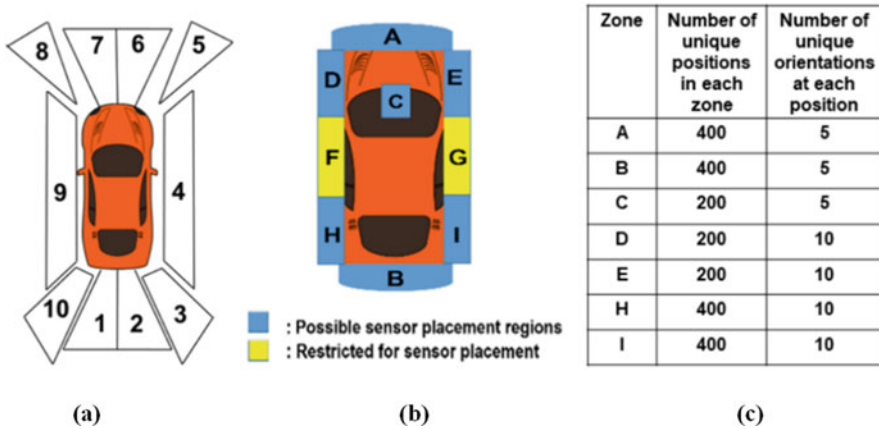 8
7
6
5
9
4
10
1
2
3
(a)
A
D
E
C
F
G
H
I
B
: Possible sensor placement regions
: Restricted for sensor placement
(b)
Zone Number of Number of
unique unique
positions orientations
in each at each
zone position
A 400 5
B 400 5
C 200 5
D 200 10
E 200 10
H 400 10
I 400 10
(c)